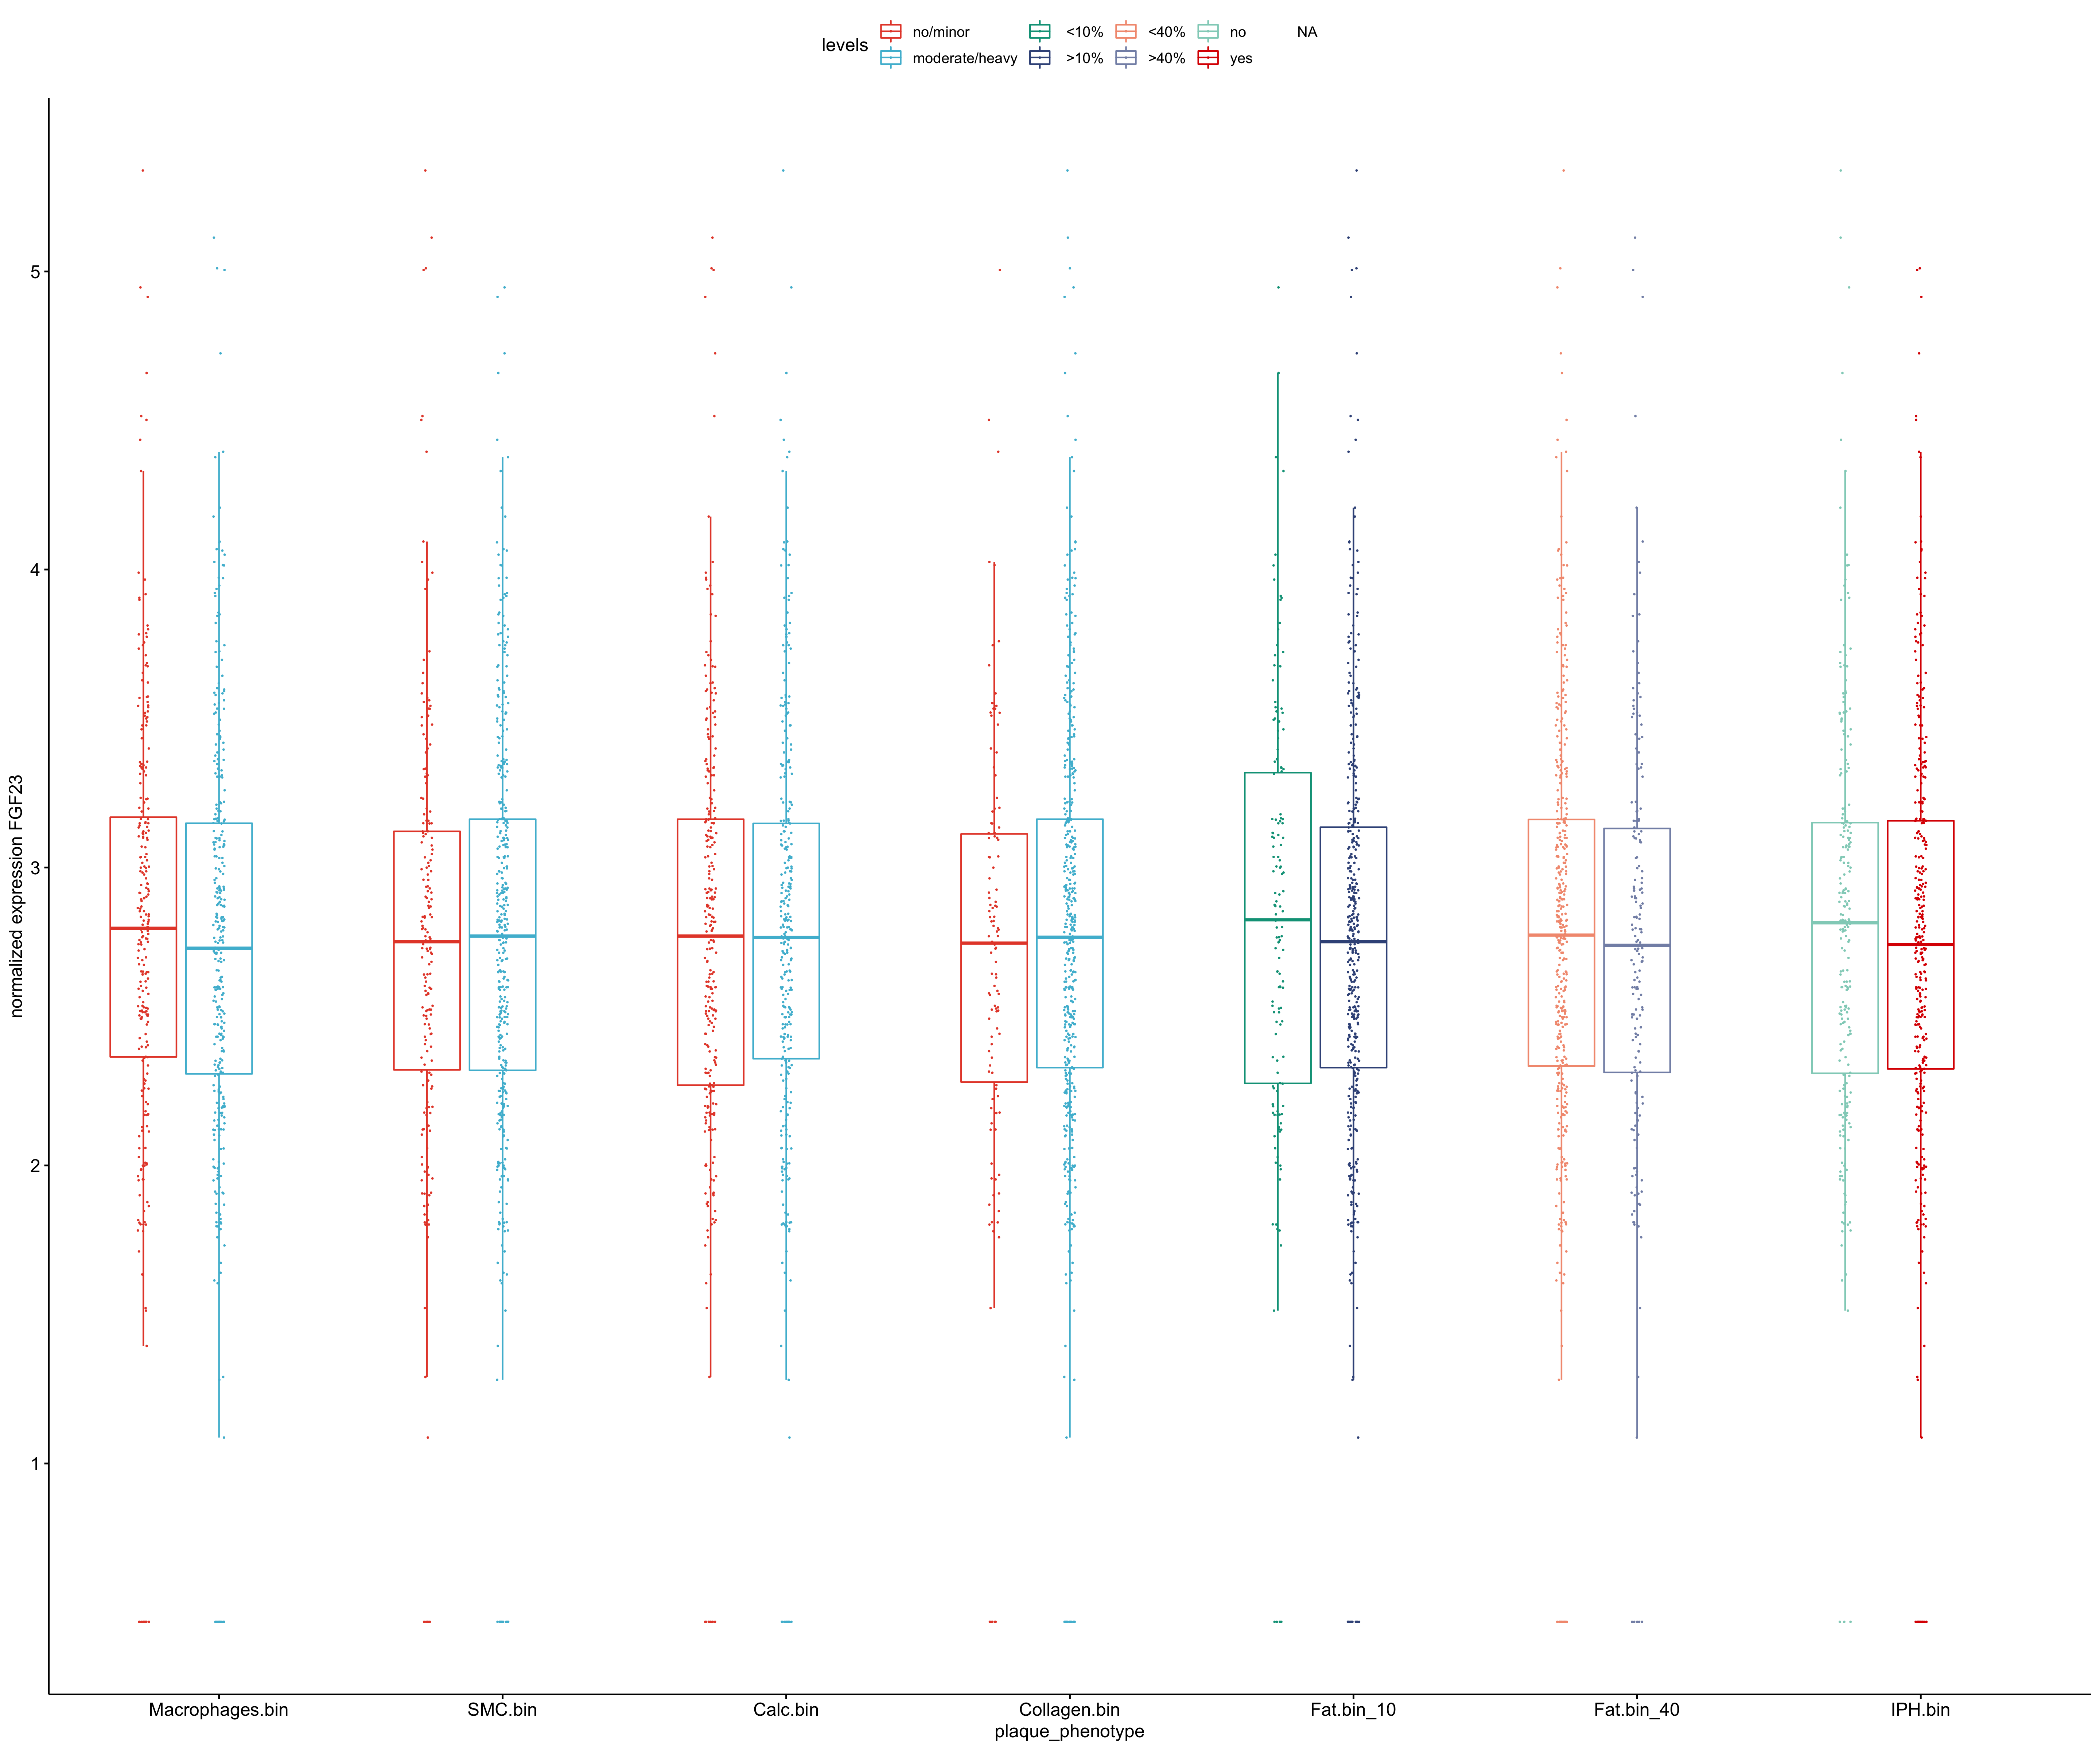 levels
no/minor <10% <40% no NA
moderate/heavy >10% >40% yes
normalized expression FGF23
5
4
3
2
1
Macrophages.bin SMC.bin Calc.bin Collagen.bin Fat.bin_10 Fat.bin_40 IPH.bin
plaque_phenotype